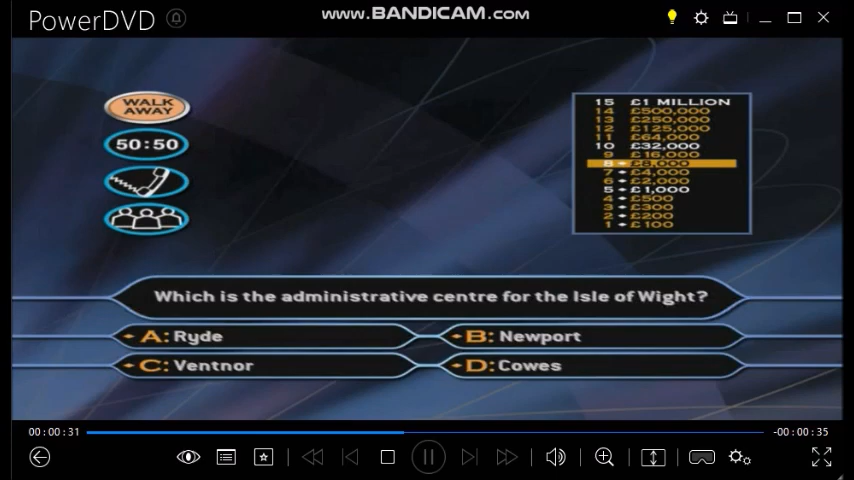 PowerDVD
www.BANDICAM.com
WALK
AWAY
50:50
15 £1 MILLION
14 £500,000
13 £250,000
12 £125,000
11 £64,000
10 £32,000
9 £16,000
8 £8,000
7 £4,000
6 £2,000
5 £1,000
4 £500
3 £300
2 £200
1 £100
Which is the administrative centre for the Isle of Wight?
A: Ryde
B: Newport
C: Ventnor
D: Cowes
00:00:31
-00:00:35